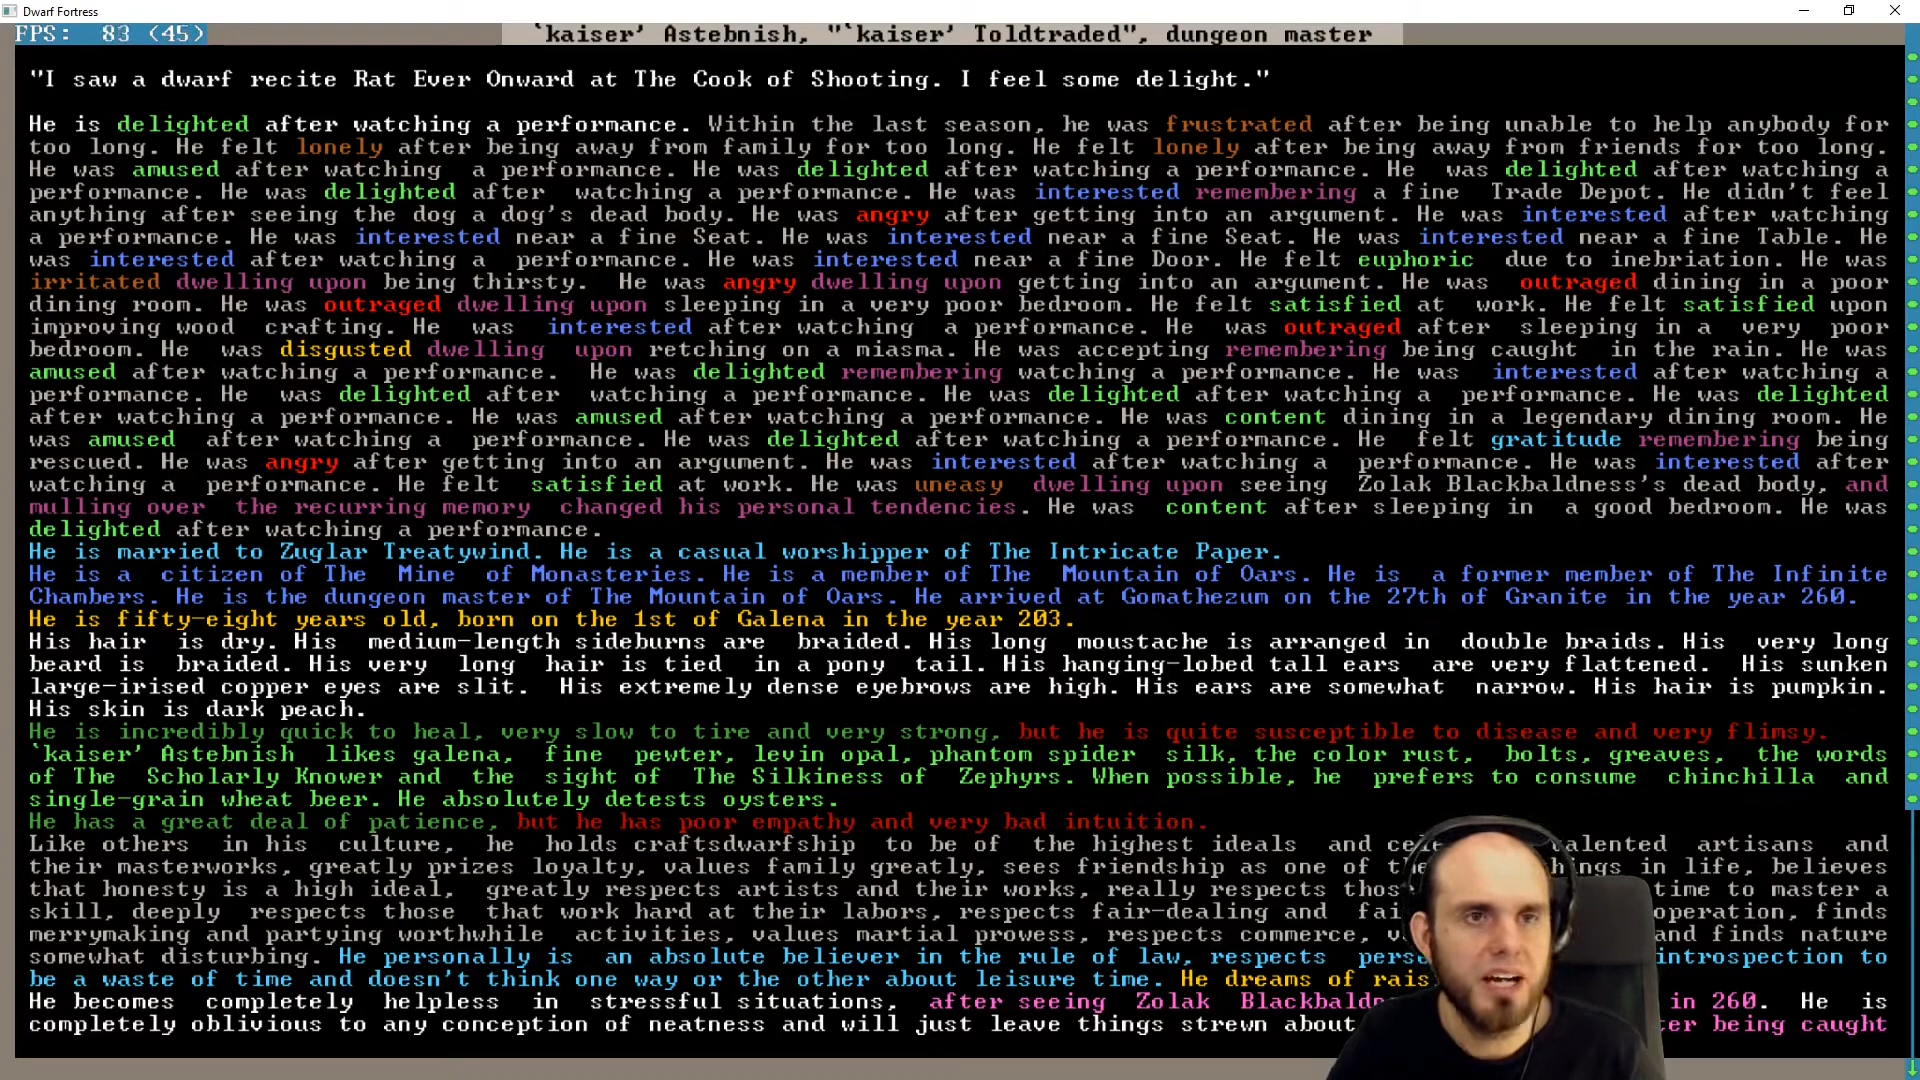 Dwarf Fortress
FPS:  83 (45)
`kaiser' Astebnish, "`kaiser' Toldtraded", dungeon master
"I saw a dwarf recite Rat Ever Onward at The Cook of Shooting. I feel some delight."
He is delighted after watching a performance. Within the last season, he was frustrated after being unable to help anybody for
too long. He felt lonely after being away from family for too long. He felt lonely after being away from friends for too long.
He was amused after watching a performance. He was delighted after watching a performance. He was delighted after watching a
performance. He was delighted after watching a performance. He was interested remembering a fine Trade Depot. He didn't feel
anything after seeing the dog a dog's dead body. He was angry after getting into an argument. He was interested after watching
a performance. He was interested near a fine Seat. He was interested near a fine Seat. He was interested near a fine Table. He
was interested after watching a performance. He was interested near a fine Door. He felt euphoric due to inebriation. He was
irritated dwelling upon being thirsty. He was angry dwelling upon getting into an argument. He was outraged dining in a poor
dining room. He was outraged dwelling upon sleeping in a very poor bedroom. He felt satisfied at work. He felt satisfied upon
improving wood crafting. He was interested after watching a performance. He was outraged after sleeping in a very poor
bedroom. He was disgusted dwelling upon retching on a miasma. He was accepting remembering being caught in the rain. He was
amused after watching a performance. He was delighted remembering watching a performance. He was interested after watching a
performance. He was delighted after watching a performance. He was delighted after watching a performance. He was delighted
after watching a performance. He was amused after watching a performance. He was content dining in a legendary dining room. He
was amused after watching a performance. He was delighted after watching a performance. He felt gratitude remembering being
rescued. He was angry after getting into an argument. He was interested after watching a performance. He was interested after
watching a performance. He felt satisfied at work. He was uneasy dwelling upon seeing Zolak Blackbaldness's dead body, and
mulling over the recurring memory changed his personal tendencies. He was content after sleeping in a good bedroom. He was
delighted after watching a performance.
He is married to Zuglar Treatywind. He is a casual worshipper of The Intricate Paper.
He is a citizen of The Mine of Monasteries. He is a member of The Mountain of Oars. He is a former member of The Infinite
Chambers. He is the dungeon master of The Mountain of Oars. He arrived at Gomathezum on the 27th of Granite in the year 260.
He is fifty-eight years old, born on the 1st of Galena in the year 203.
His hair is dry. His medium-length sideburns are braided. His long moustache is arranged in double braids. His very long
beard is braided. His very long hair is tied in a pony tail. His hanging-lobed tall ears are very flattened. His sunken
large-irised copper eyes are slit. His extremely dense eyebrows are high. His ears are somewhat narrow. His hair is pumpkin.
His skin is dark peach.
He is incredibly quick to heal, very slow to tire and very strong, but he is quite susceptible to disease and very flimsy.
`kaiser' Astebnish likes galena, fine pewter, levin opal, phantom spider silk, the color rust, bolts, greaves, the words
of The Scholarly Knower and the sight of The Silkiness of Zephyrs. When possible, he prefers to consume chinchilla and
single-grain wheat beer. He absolutely detests oysters.
He has a great deal of patience, but he has poor empathy and very bad intuition.
Like others in his culture, he holds craftsdwarfship to be of the highest ideals and talented artisans and
their masterworks, greatly prizes loyalty, values family greatly, sees friendship as one of in life, believes
that honesty is a high ideal, greatly respects artists and their works, really respects time to master a
skill, deeply respects those that work hard at their labors, respects fair-dealing and finds
merrymaking and partying worthwhile activities, values martial prowess, respects commerce, and finds nature
somewhat disturbing. He personally is an absolute believer in the rule of law, respects introspection to
be a waste of time and doesn't think one way or the other about leisure time. He dreams of
He becomes completely helpless in stressful situations, after seeing Zolak in 260. He is
completely oblivious to any conception of neatness and will just leave things strewn about being caught